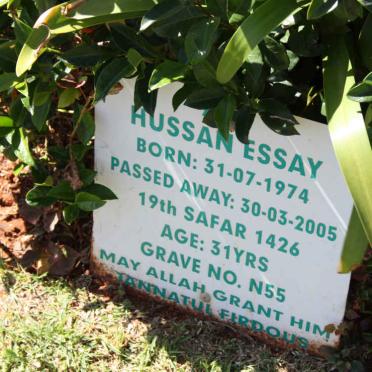 HUSSAN ESSAY
BORN: 31-07-1974
PASSED AWAY: 30-03-2005
19th SAFAR 1426
AGE: 31YRS
GRAVE NO. N55
MAY ALLAH GRANT HIM
JANNATUL FIRDOUS